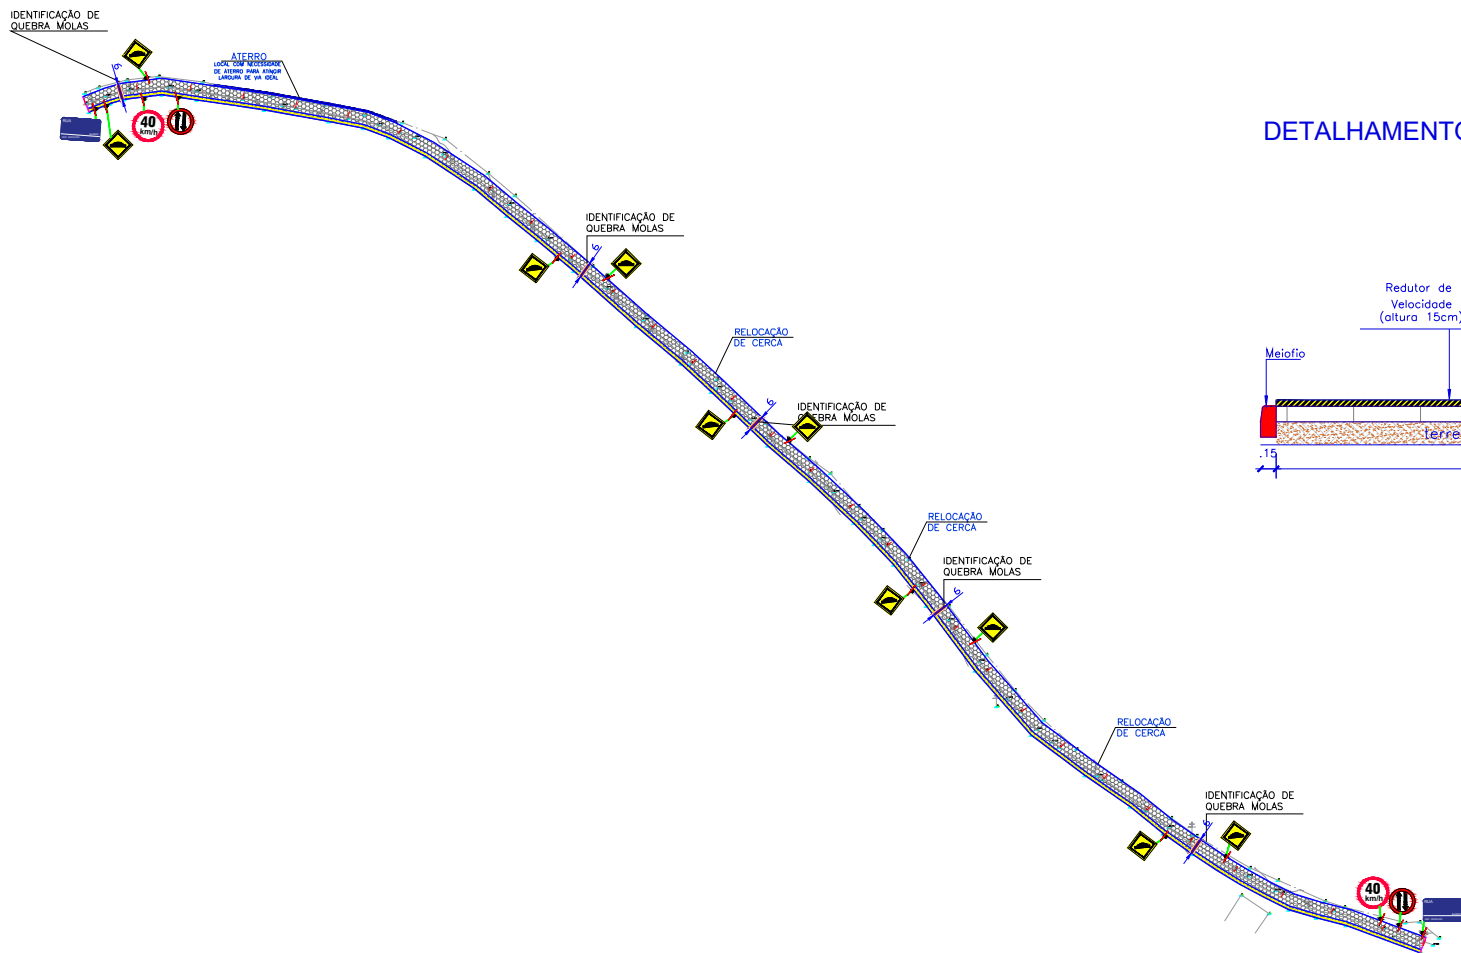 IDENTIFICAÇÃO DE
QUEBRA MOLAS
6
ATERRO
LOCAL COM NECESSIDADE
DE ATERRO PARA ATINGIR
LARGURA DE VIA IDEAL
40
km/h
DETALHAMENTO
IDENTIFICAÇÃO DE
QUEBRA MOLAS
6
Redutor de
Velocidade
(altura 15cm)
RELOCAÇÃO
DE CERCA
Meiofio
6
IDENTIFICAÇÃO DE
QUEBRA MOLAS
.15
RELOCAÇÃO
DE CERCA
IDENTIFICAÇÃO DE
QUEBRA MOLAS
6
RELOCAÇÃO
DE CERCA
IDENTIFICAÇÃO DE
QUEBRA MOLAS
6
40
km/h